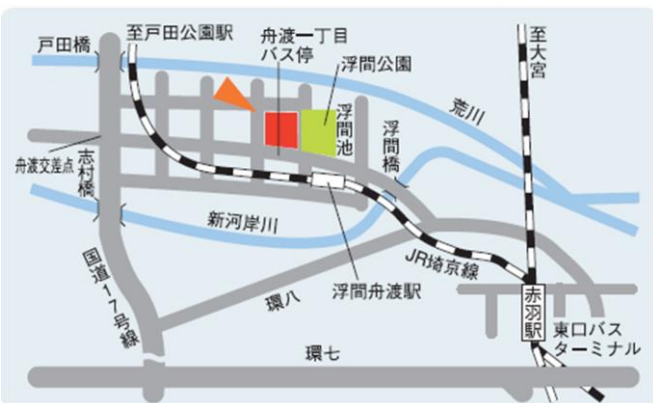 至戸田公園駅
戸田橋
舟渡一丁目
バス停
浮間公園
至大宮
荒川
浮間池
浮間橋
舟渡交差点
志村橋
新河岸川
国道17号線
JR埼京線
浮間舟渡駅
環八
赤羽駅
東口バス
ターミナル
環七